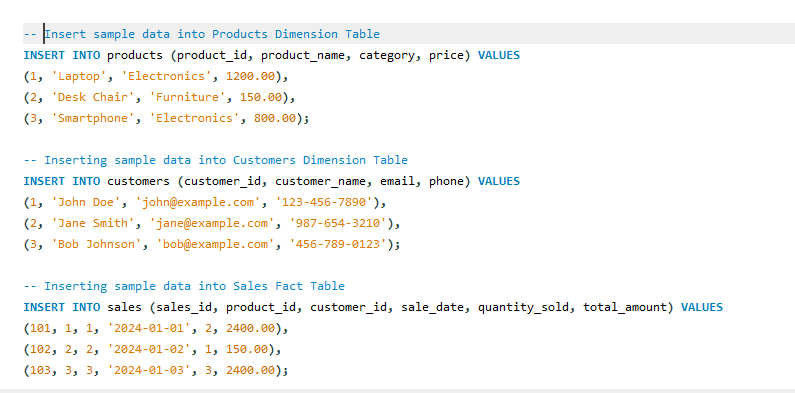 -- Insert sample data into Products Dimension Table
INSERT INTO products (product_id, product_name, category, price) VALUES
(1, 'Laptop', 'Electronics', 1200.00),
(2, 'Desk Chair', 'Furniture', 150.00),
(3, 'Smartphone', 'Electronics', 800.00);
-- Inserting sample data into Customers Dimension Table
INSERT INTO customers (customer_id, customer_name, email, phone) VALUES
(1, 'John Doe', 'john@example.com', '123-456-7890'),
(2, 'Jane Smith', 'jane@example.com', '987-654-3210'),
(3, 'Bob Johnson', 'bob@example.com', '456-789-0123');
-- Inserting sample data into Sales Fact Table
INSERT INTO sales (sales_id, product_id, customer_id, sale_date, quantity_sold, total_amount) VALUES
(101, 1, 1, '2024-01-01', 2, 2400.00),
(102, 2, 2, '2024-01-02', 1, 150.00),
(103, 3, 3, '2024-01-03', 3, 2400.00);